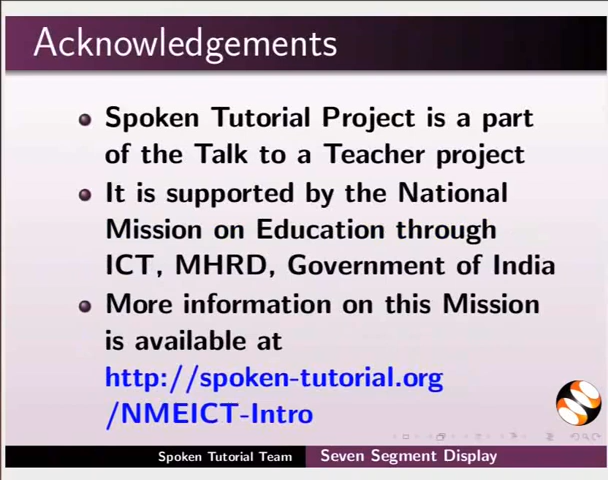 Acknowledgements
Spoken Tutorial Project is a part
of the Talk to a Teacher project
It is supported by the National
Mission on Education through
ICT, MHRD, Government of India
More information on this Mission
is available at
http://spoken-tutorial.org
/NMEICT-Intro
Spoken Tutorial Team
Seven Segment Display